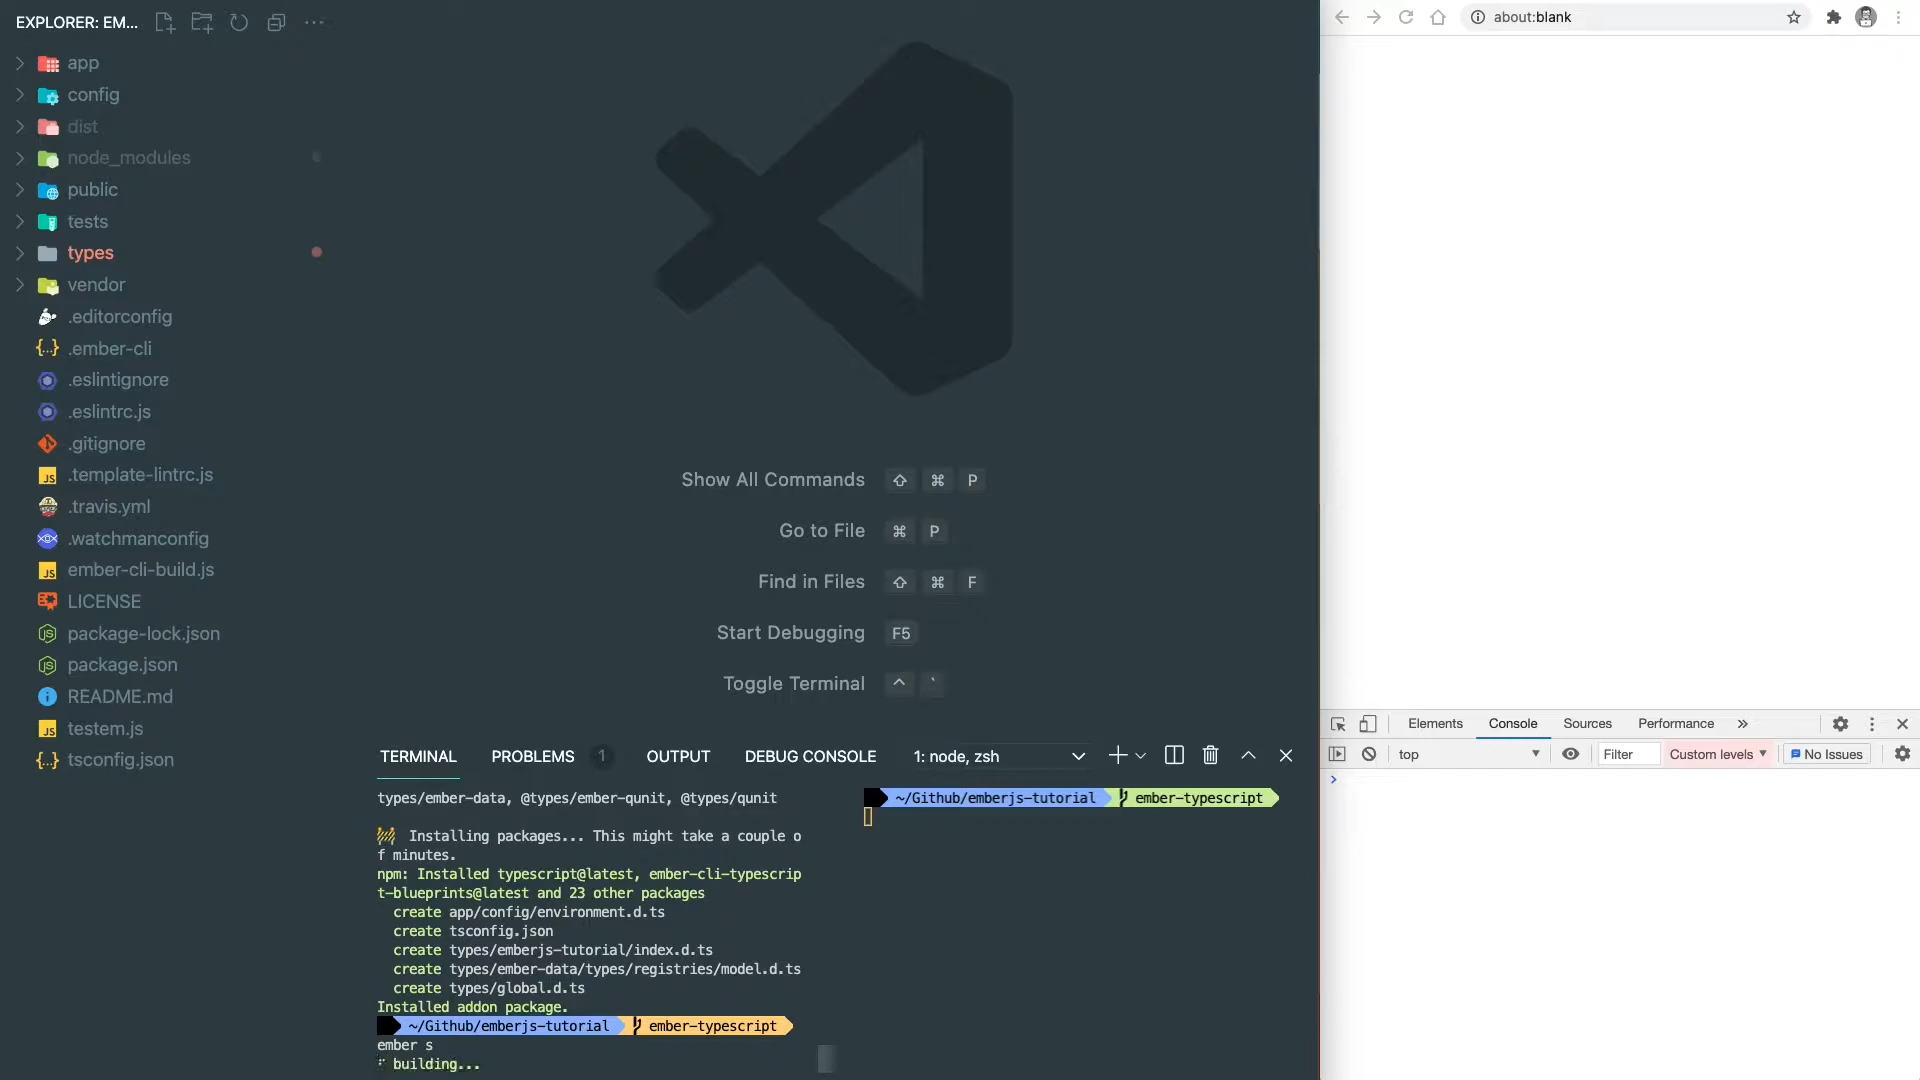 EXPLORER: EM...
app
config
dist
node_modules
public
tests
types
vendor
.editorconfig
.ember-cli
.eslintignore
.eslintrc.js
.gitignore
.template-lintrc.js
.travis.yml
.watchmanconfig
ember-cli-build.js
LICENSE
package-lock.json
package.json
README.md
testem.js
tsconfig.json
Show All Commands ⇧ ⌘ P
Go to File ⌘ P
Find in Files ⇧ ⌘ F
Start Debugging F5
Toggle Terminal ^ `
TERMINAL PROBLEMS 1 OUTPUT DEBUG CONSOLE 1: node, zsh
types/ember-data, @types/ember-qunit, @types/qunit
🚧 Installing packages... This might take a couple o
f minutes.
npm: Installed typescript@latest, ember-cli-typescrip
t-blueprints@latest and 23 other packages
create app/config/environment.d.ts
create tsconfig.json
create types/emberjs-tutorial/index.d.ts
create types/ember-data/types/registries/model.d.ts
create types/global.d.ts
Installed addon package.
~/Github/emberjs-tutorial ember-typescript
ember s
building...
~/Github/emberjs-tutorial ember-typescript
about:blank
Elements Console Sources Performance »
top Filter Custom levels ▼ No Issues
>